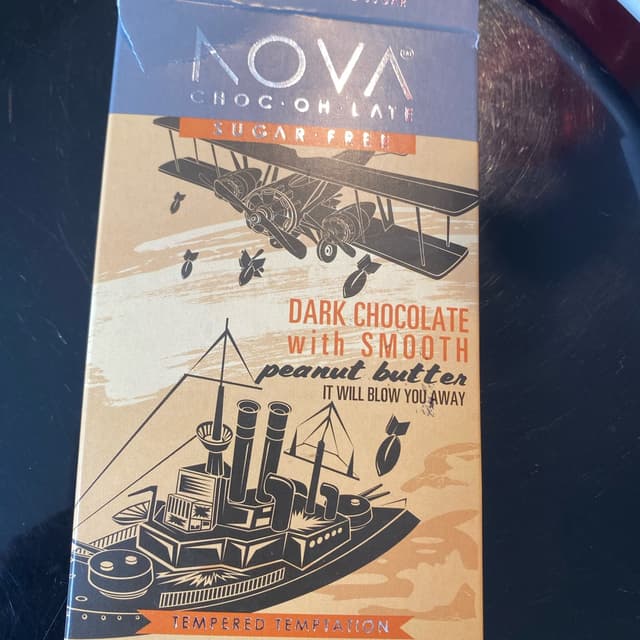 NOVA
CHOC·OH·LATE
SUGAR·FREE
DARK CHOCOLATE
with SMOOTH
peanut butter
IT WILL BLOW YOU AWAY
TEMPERED TEMPTATION